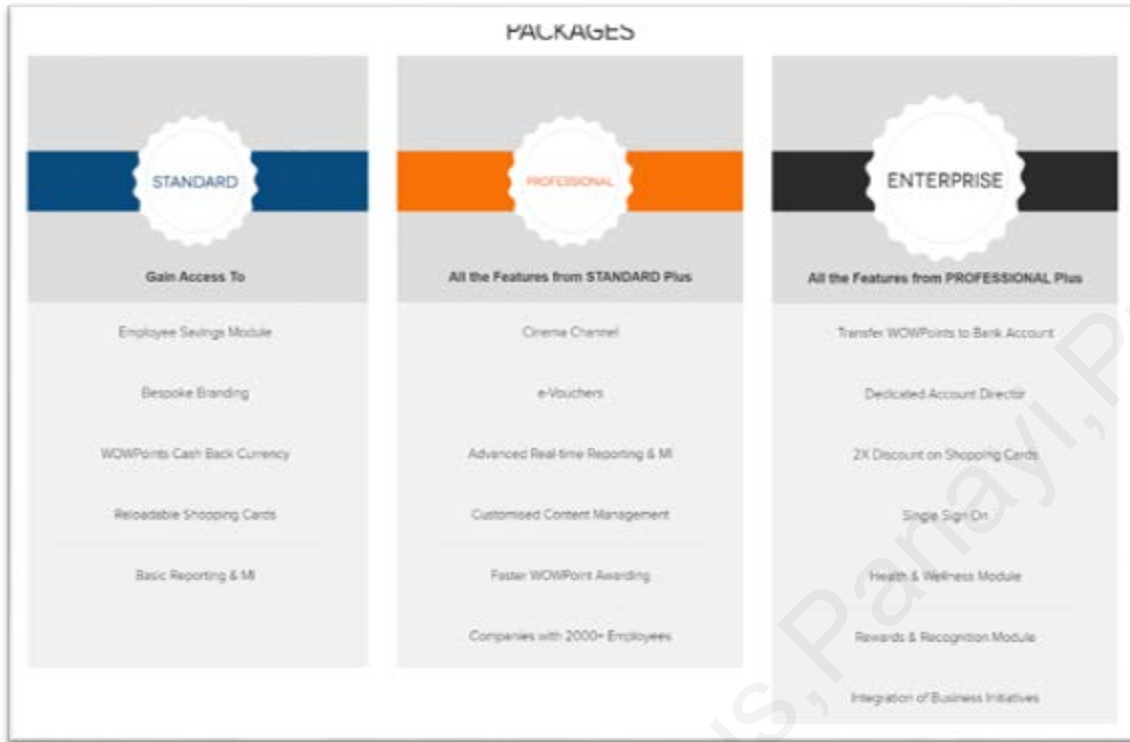 PACKAGES
STANDARD
Gain Access To
Employee Savings Module
Bespoke Branding
WOWPoints Cash Back Currency
Reloadable Shopping Cards
Basic Reporting & MI
PROFESSIONAL
All the Features from STANDARD Plus
Cinema Channel
e-Vouchers
Advanced Real-time Reporting & MI
Customised Content Management
Faster WOWPoint Awarding
Companies with 2000+ Employees
ENTERPRISE
All the Features from PROFESSIONAL Plus
Transfer WOWPoints to Bank Account
Dedicated Account Director
2X Discount on Shopping Cards
Single Sign On
Health & Wellness Module
Rewards & Recognition Module
Integration of Business Initiatives